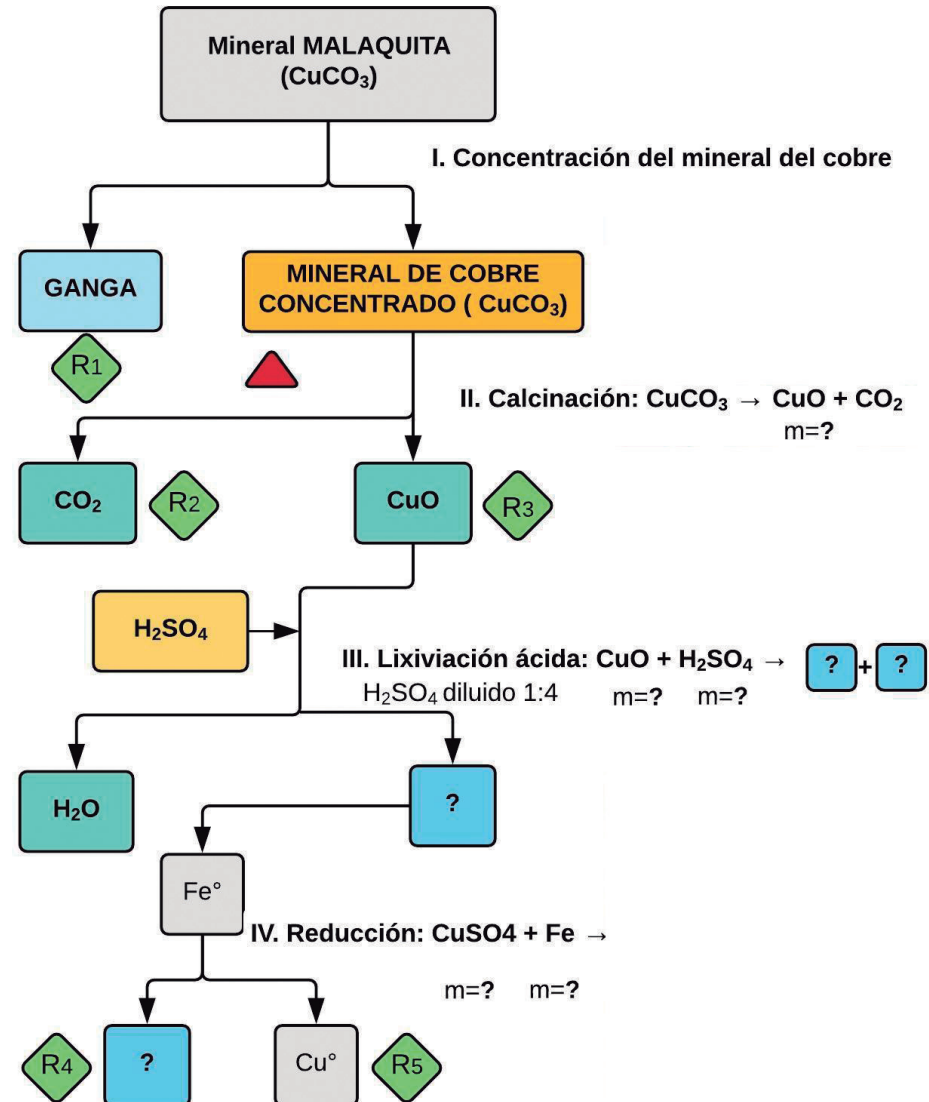 Mineral MALAQUITA
(CuCO₃)
I. Concentración del mineral del cobre
GANGA
MINERAL DE COBRE
CONCENTRADO ( CuCO₃)
R1
II. Calcinación: CuCO₃ → CuO + CO₂
m=?
CO₂
R2
CuO
R3
H₂SO₄
III. Lixiviación ácida: CuO + H₂SO₄ → ? + ?
H₂SO₄ diluido 1:4 m=? m=?
H₂O
?
Fe°
IV. Reducción: CuSO4 + Fe →
m=? m=?
R4
?
Cu°
R5